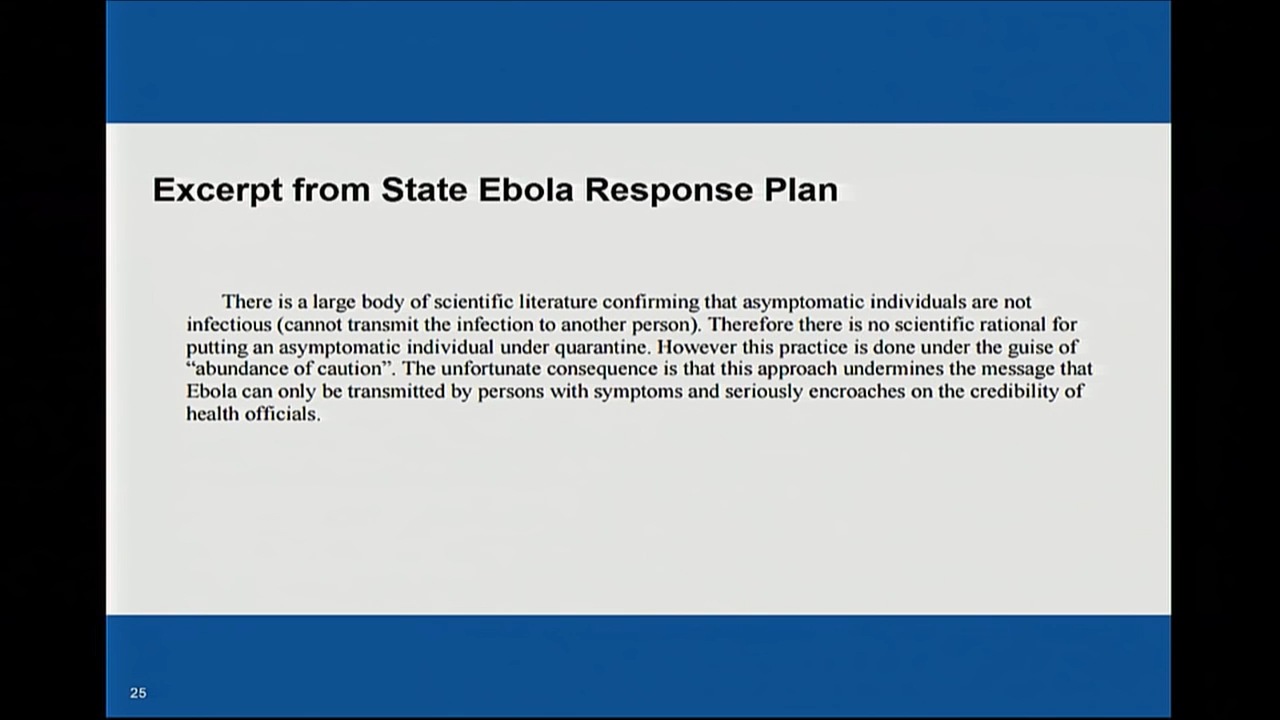 Excerpt from State Ebola Response Plan
There is a large body of scientific literature confirming that asymptomatic individuals are not
infectious (cannot transmit the infection to another person). Therefore there is no scientific rational for
putting an asymptomatic individual under quarantine. However this practice is done under the guise of
“abundance of caution”. The unfortunate consequence is that this approach undermines the message that
Ebola can only be transmitted by persons with symptoms and seriously encroaches on the credibility of
health officials.
25